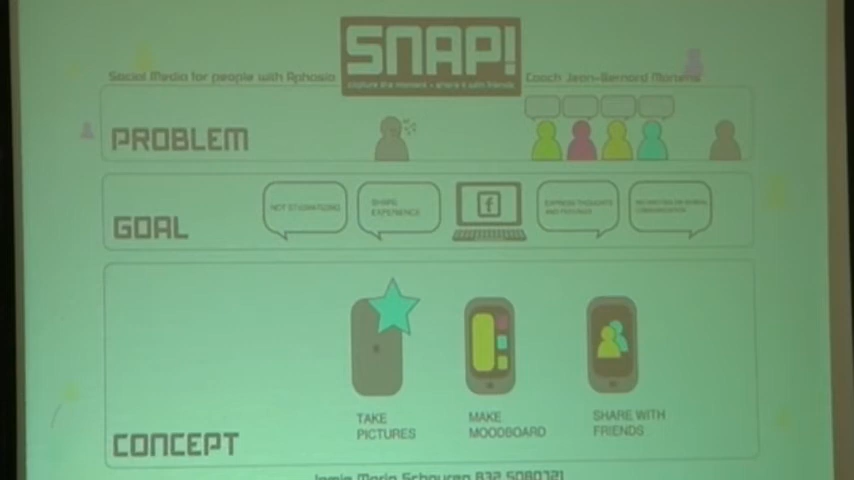 SNAP!
capture the moment • share it with friends
Social Media for people with Aphasia
Coach Jean-Bernard Martens
PROBLEM
GOAL
NOT STIGMATIZING
SHARE
EXPERIENCE
f
EXPRESS THOUGHTS
AND FEELINGS
COMMUNICATION
CONCEPT
TAKE
PICTURES
MAKE
MOODBOARD
SHARE WITH
FRIENDS